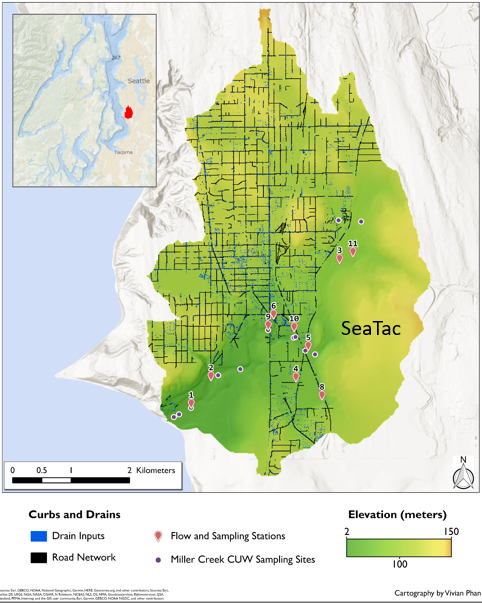 Seattle
Tacoma
11
3
6
9
10
SeaTac
5
2
4
8
1
N
0 0.5 1 2 Kilometers
Curbs and Drains
Drain Inputs
Road Network
Flow and Sampling Stations
Miller Creek CUW Sampling Sites
Elevation (meters)
2 150
100
Cartography by Vivian Phan